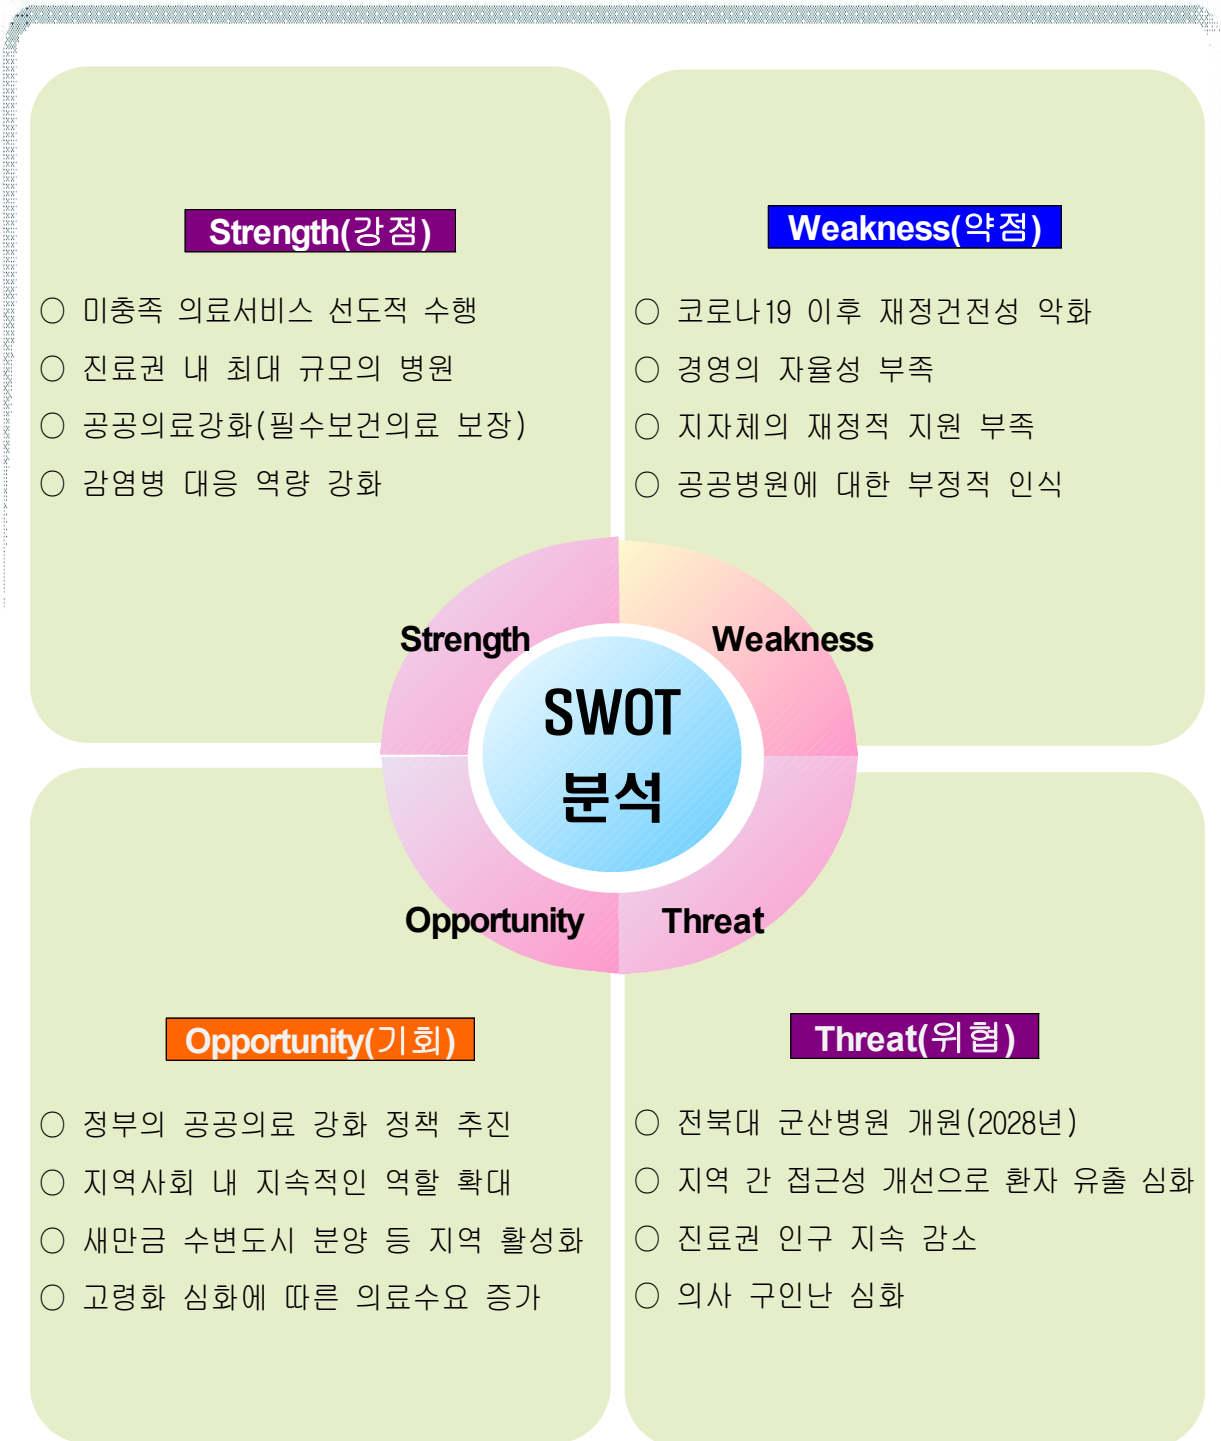 Strength(강점)
○ 미충족 의료서비스 선도적 수행
○ 진료권 내 최대 규모의 병원
○ 공공의료강화(필수보건의료 보장)
○ 감염병 대응 역량 강화
Weakness(약점)
○ 코로나19 이후 재정건전성 악화
○ 경영의 자율성 부족
○ 지자체의 재정적 지원 부족
○ 공공병원에 대한 부정적 인식
Strength
Weakness
SWOT
분석
Opportunity
Threat
Opportunity(기회)
○ 정부의 공공의료 강화 정책 추진
○ 지역사회 내 지속적인 역할 확대
○ 새만금 수변도시 분양 등 지역 활성화
○ 고령화 심화에 따른 의료수요 증가
Threat(위협)
○ 전북대 군산병원 개원(2028년)
○ 지역 간 접근성 개선으로 환자 유출 심화
○ 진료권 인구 지속 감소
○ 의사 구인난 심화